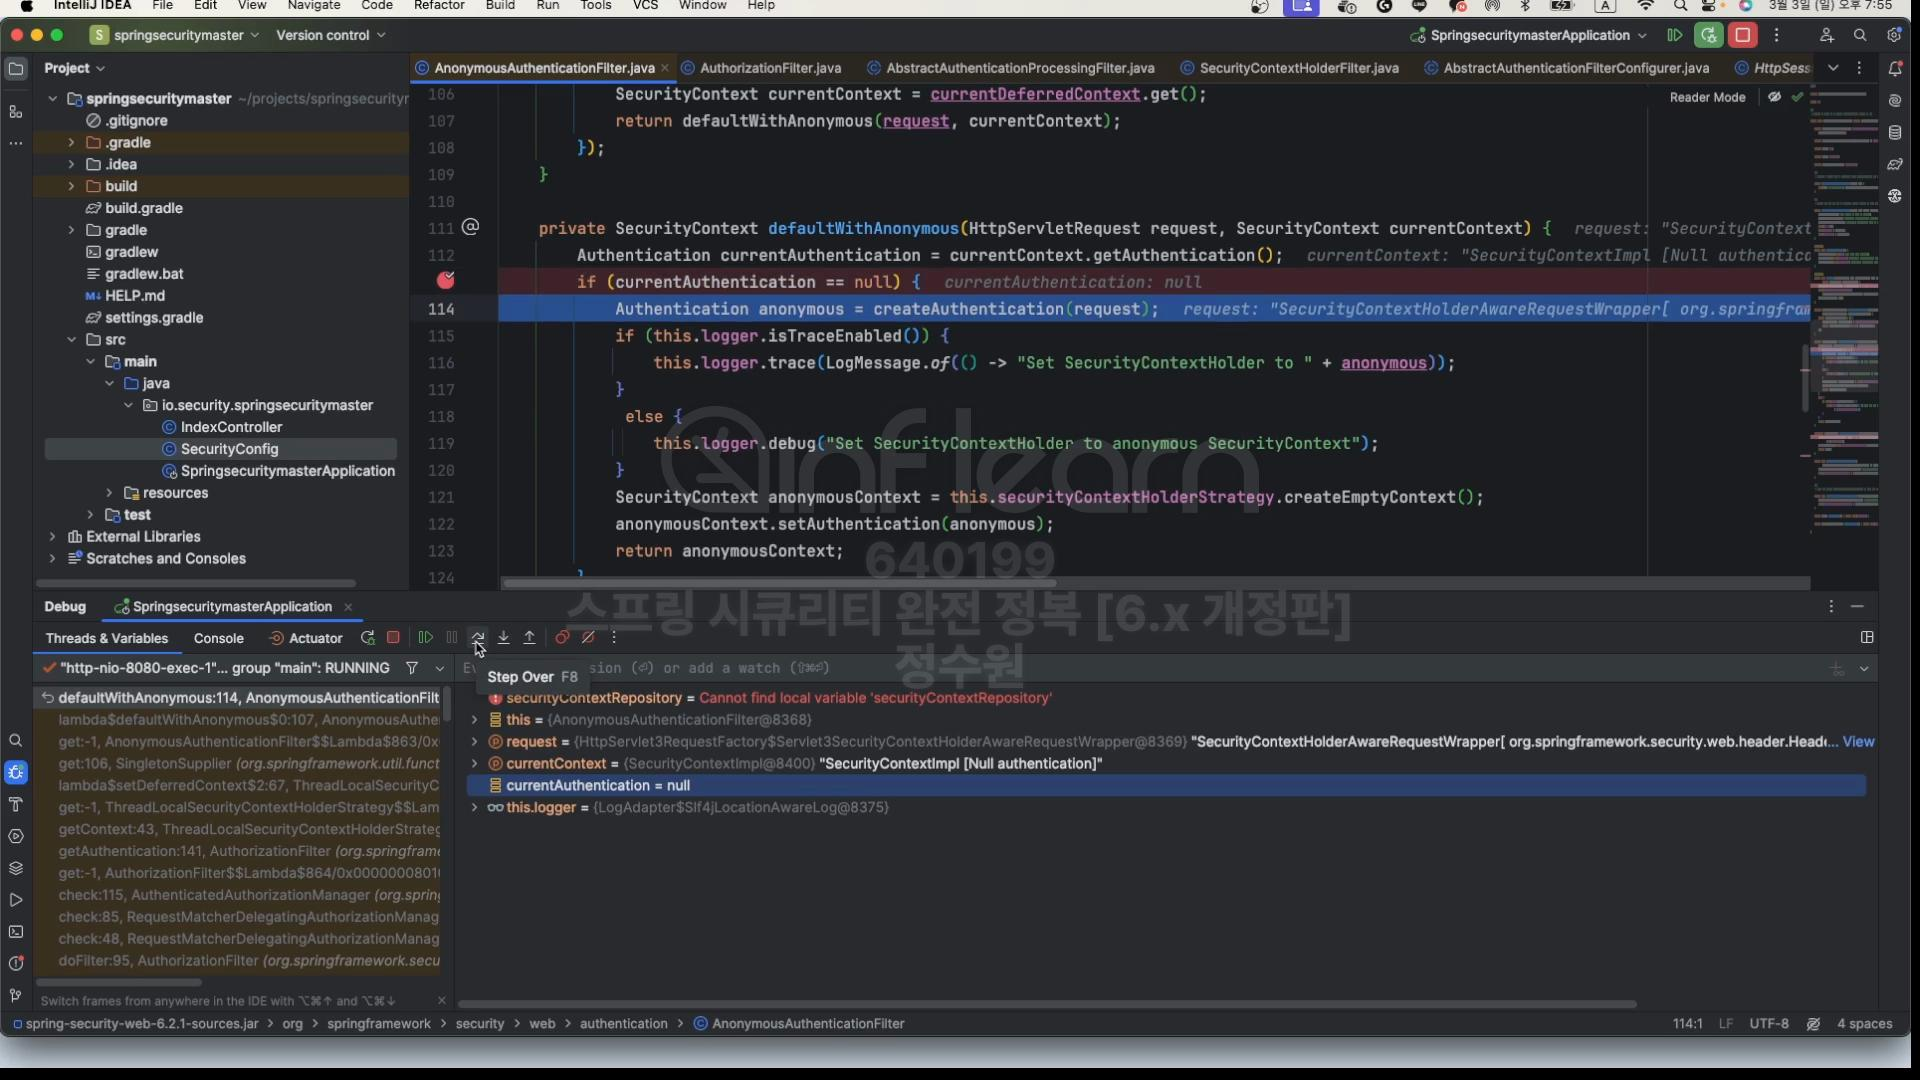 IntelliJ IDEA File Edit View Navigate Code Refactor Build Run Tools VCS Window Help 3월 3일 (일) 오후 7:55
S springsecuritymaster Version control SpringsecuritymasterApplication
Project
AnonymousAuthenticationFilter.java AuthorizationFilter.java AbstractAuthenticationProcessingFilter.java SecurityContextHolderFilter.java AbstractAuthenticationFilterConfigurer.java HttpSess
Reader Mode
springsecuritymaster ~/projects/springsecurityr
.gitignore
.gradle
.idea
build
build.gradle
gradle
gradlew
gradlew.bat
HELP.md
settings.gradle
src
main
java
io.security.springsecuritymaster
IndexController
SecurityConfig
SpringsecuritymasterApplication
resources
test
External Libraries
Scratches and Consoles
106 SecurityContext currentContext = currentDeferredContext.get();
107 return defaultWithAnonymous(request, currentContext);
108 });
109 }
110
111 private SecurityContext defaultWithAnonymous(HttpServletRequest request, SecurityContext currentContext) { request: "SecurityContext
112 Authentication currentAuthentication = currentContext.getAuthentication(); currentContext: "SecurityContextImpl [Null authentica
if (currentAuthentication == null) { currentAuthentication: null
114 Authentication anonymous = createAuthentication(request); request: "SecurityContextHolderAwareRequestWrapper[ org.springfram
115 if (this.logger.isTraceEnabled()) {
116 this.logger.trace(LogMessage.of(() -> "Set SecurityContextHolder to " + anonymous));
117 }
118 else {
119 this.logger.debug("Set SecurityContextHolder to anonymous SecurityContext");
120 }
121 SecurityContext anonymousContext = this.securityContextHolderStrategy.createEmptyContext();
122 anonymousContext.setAuthentication(anonymous);
123 return anonymousContext;
124 }
inflearn
640199
스프링 시큐리티 완전 정복 [6.x 개정판]
정수원
Debug SpringsecuritymasterApplication
Threads & Variables Console Actuator
"http-nio-8080-exec-1"... group "main": RUNNING
sion (⏎) or add a watch (⇧⌘⏎)
Step Over F8
defaultWithAnonymous:114, AnonymousAuthenticationFilt
lambda$defaultWithAnonymous$0:107, AnonymousAuthe
get:-1, AnonymousAuthenticationFilter$$Lambda$863/0x
get:106, SingletonSupplier (org.springframework.util.funct
lambda$setDeferredContext$2:67, ThreadLocalSecurityC
get:-1, ThreadLocalSecurityContextHolderStrategy$$Lam
getContext:43, ThreadLocalSecurityContextHolderStrateg
getAuthentication:141, AuthorizationFilter (org.springfram
get:-1, AuthorizationFilter$$Lambda$864/0x0000000801
check:115, AuthenticatedAuthorizationManager (org.spring
check:85, RequestMatcherDelegatingAuthorizationManag
check:48, RequestMatcherDelegatingAuthorizationManag
doFilter:95, AuthorizationFilter (org.springframework.secu
securityContextRepository = Cannot find local variable 'securityContextRepository'
this = {AnonymousAuthenticationFilter@8368}
request = {HttpServlet3RequestFactory$Servlet3SecurityContextHolderAwareRequestWrapper@8369} "SecurityContextHolderAwareRequestWrapper[ org.springframework.security.web.header.Heade... View
currentContext = {SecurityContextImpl@8400} "SecurityContextImpl [Null authentication]"
currentAuthentication = null
this.logger = {LogAdapter$Slf4jLocationAwareLog@8375}
Switch frames from anywhere in the IDE with ⌥⌘↑ and ⌥⌘↓
spring-security-web-6.2.1-sources.jar > org > springframework > security > web > authentication > AnonymousAuthenticationFilter
114:1 LF UTF-8 4 spaces